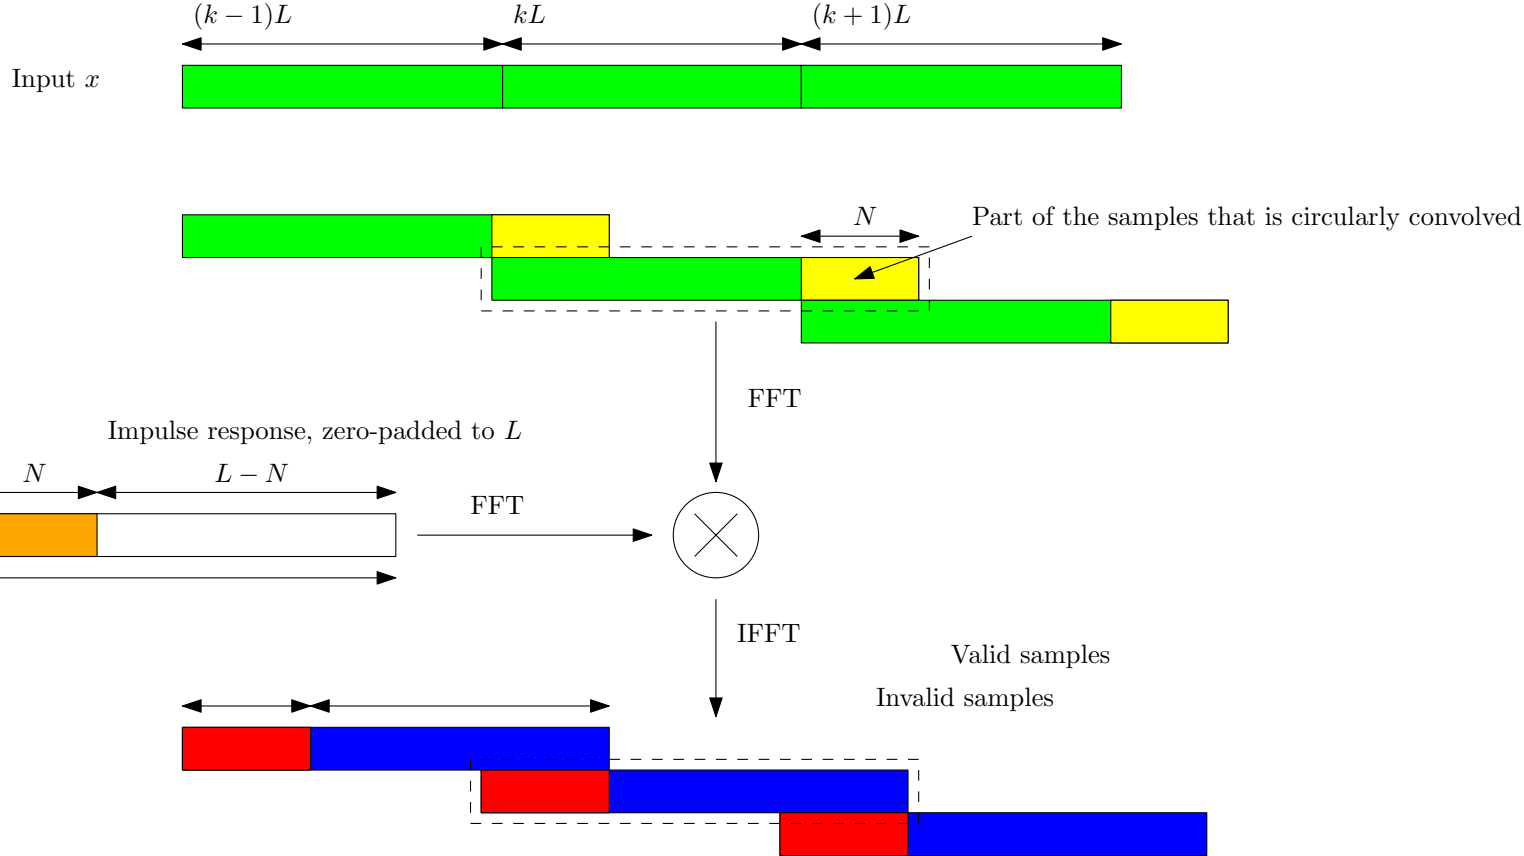 (k − 1)L
kL
(k + 1)L
Input x
N
Part of the samples that is circularly convolved
FFT
Impulse response, zero-padded to L
N
L − N
FFT
IFFT
Valid samples
Invalid samples